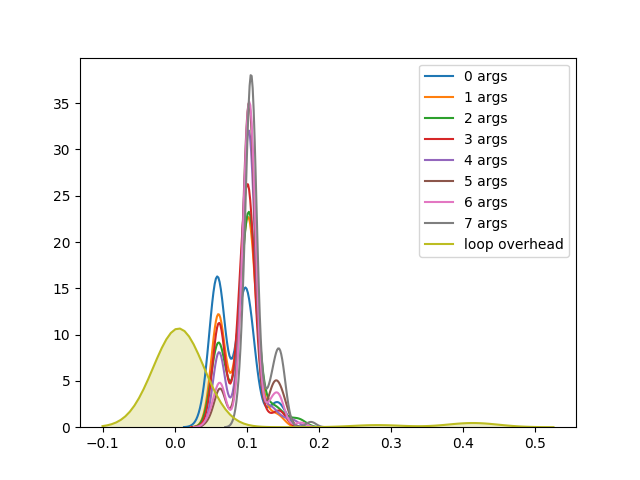 0 args
1 args
2 args
3 args
4 args
5 args
6 args
7 args
loop overhead
35
30
25
20
15
10
5
0
−0.1 0.0 0.1 0.2 0.3 0.4 0.5